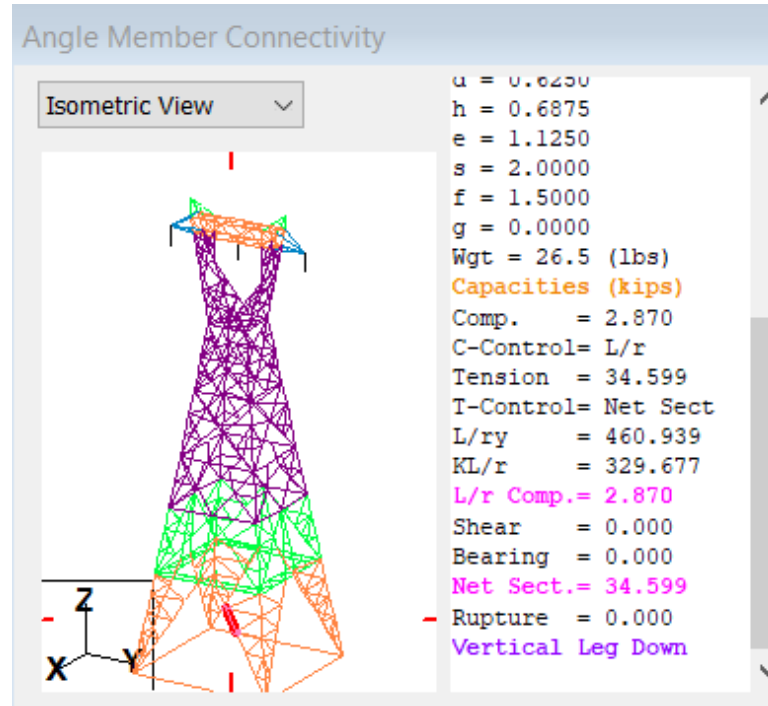 Angle Member Connectivity
Isometric View
d = 0.6250
h = 0.6875
e = 1.1250
s = 2.0000
f = 1.5000
g = 0.0000
Wgt = 26.5 (lbs)
Capacities (kips)
Comp. = 2.870
C-Control= L/r
Tension = 34.599
T-Control= Net Sect
L/ry = 460.939
KL/r = 329.677
L/r Comp.= 2.870
Shear = 0.000
Bearing = 0.000
Net Sect.= 34.599
Rupture = 0.000
Vertical Leg Down
Z
X
Y